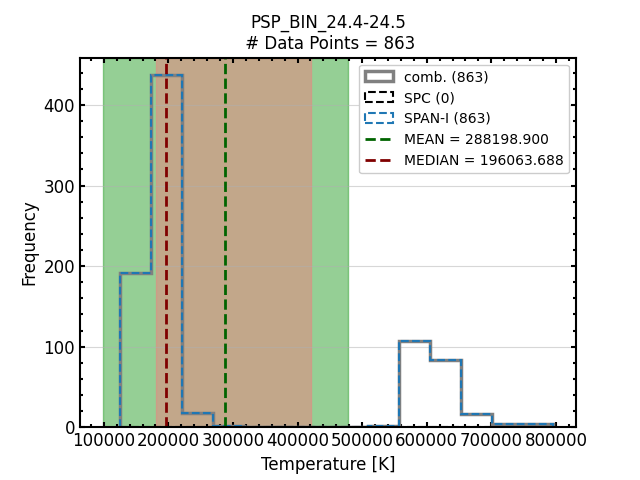 PSP_BIN_24.4-24.5
# Data Points = 863
comb. (863)
SPC (0)
SPAN-I (863)
MEAN = 288198.900
MEDIAN = 196063.688
Frequency
400
300
200
100
0
100000 200000 300000 400000 500000 600000 700000 800000
Temperature [K]